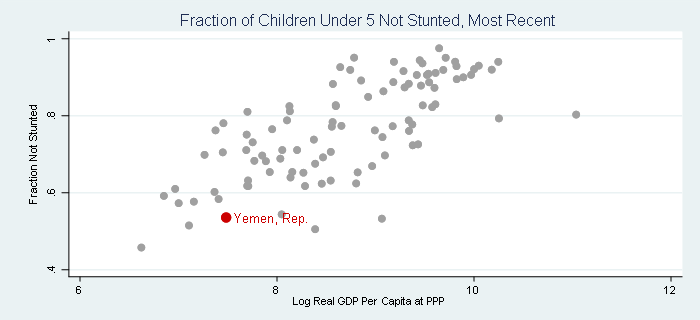 Fraction of Children Under 5 Not Stunted, Most Recent
Fraction Not Stunted
1
.8
.6
.4
Yemen, Rep.
6
8
10
12
Log Real GDP Per Capita at PPP